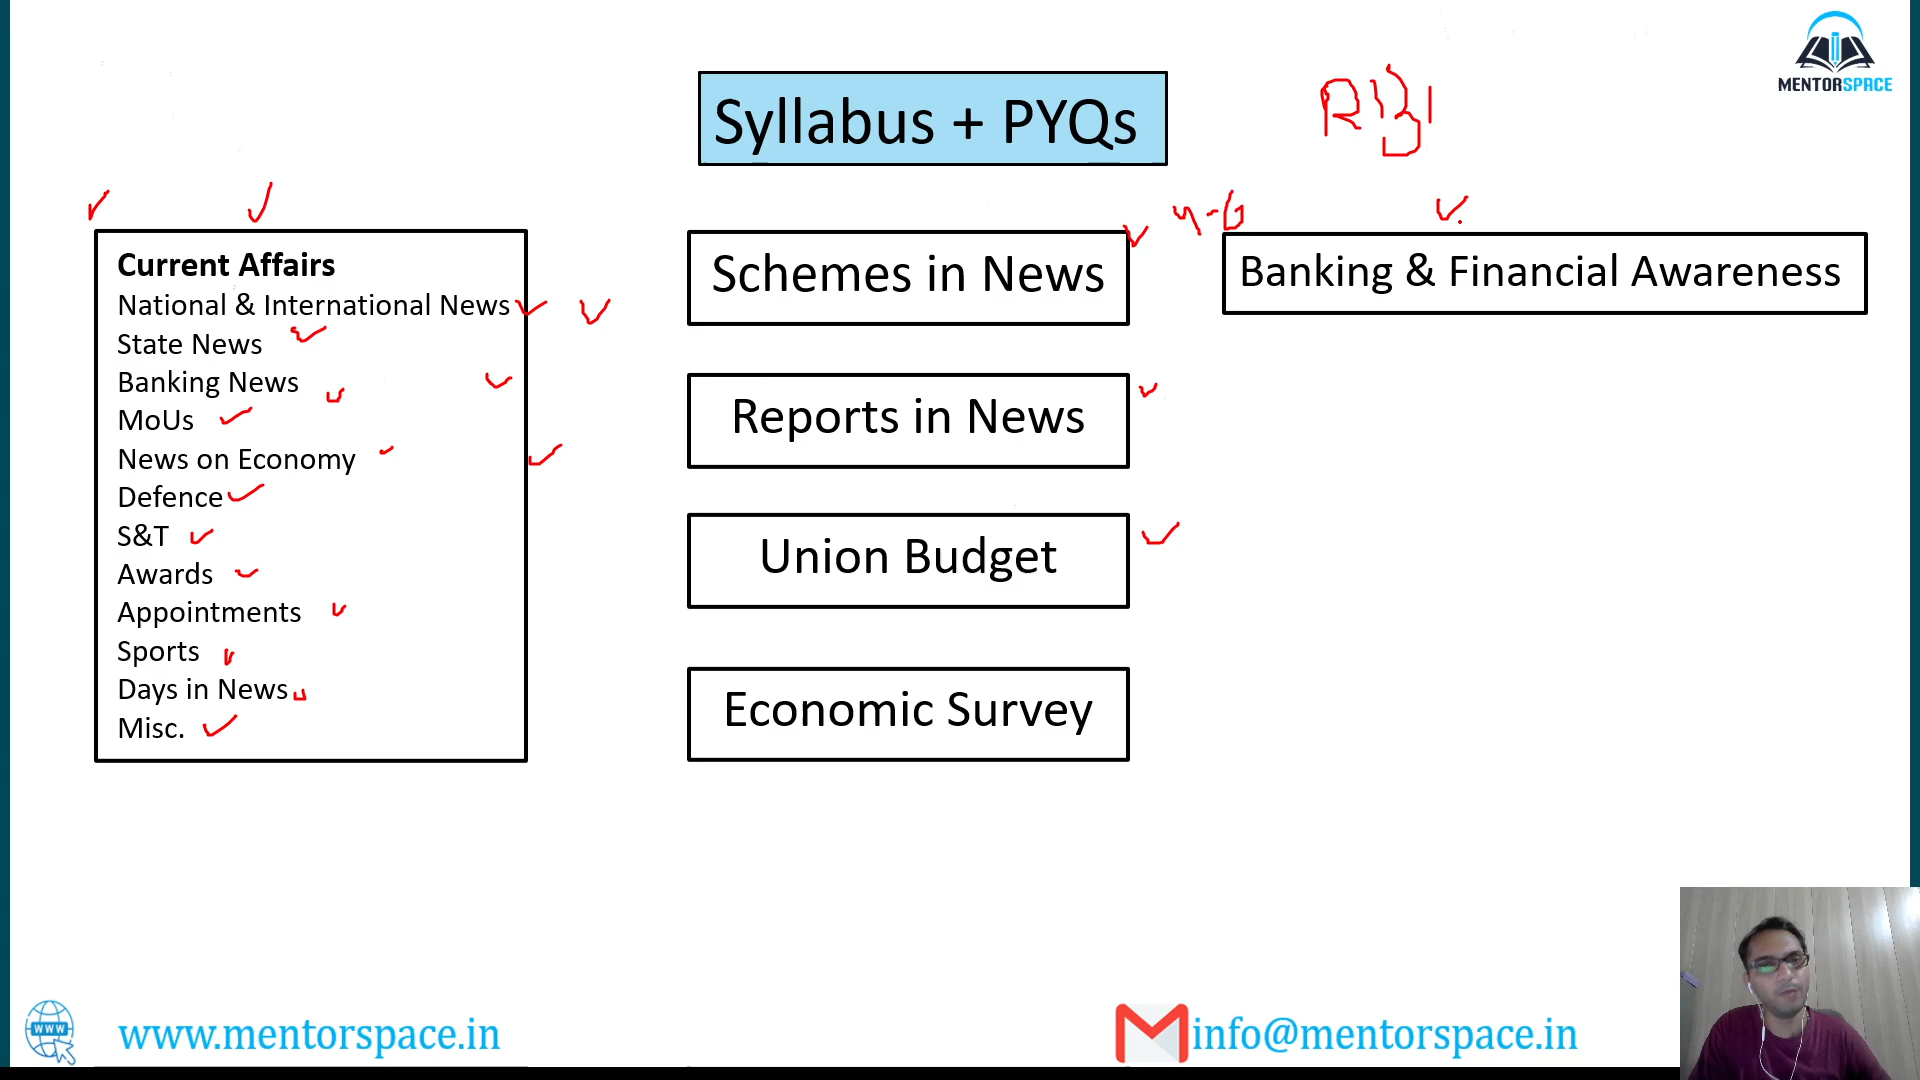 MENTORSPACE
Syllabus + PYQs
RBI
4-6
Current Affairs
National & International News
State News
Banking News
MoUs
News on Economy
Defence
S&T
Awards
Appointments
Sports
Days in News
Misc.
Schemes in News
Reports in News
Union Budget
Economic Survey
Banking & Financial Awareness
WWW
www.mentorspace.in
info@mentorspace.in